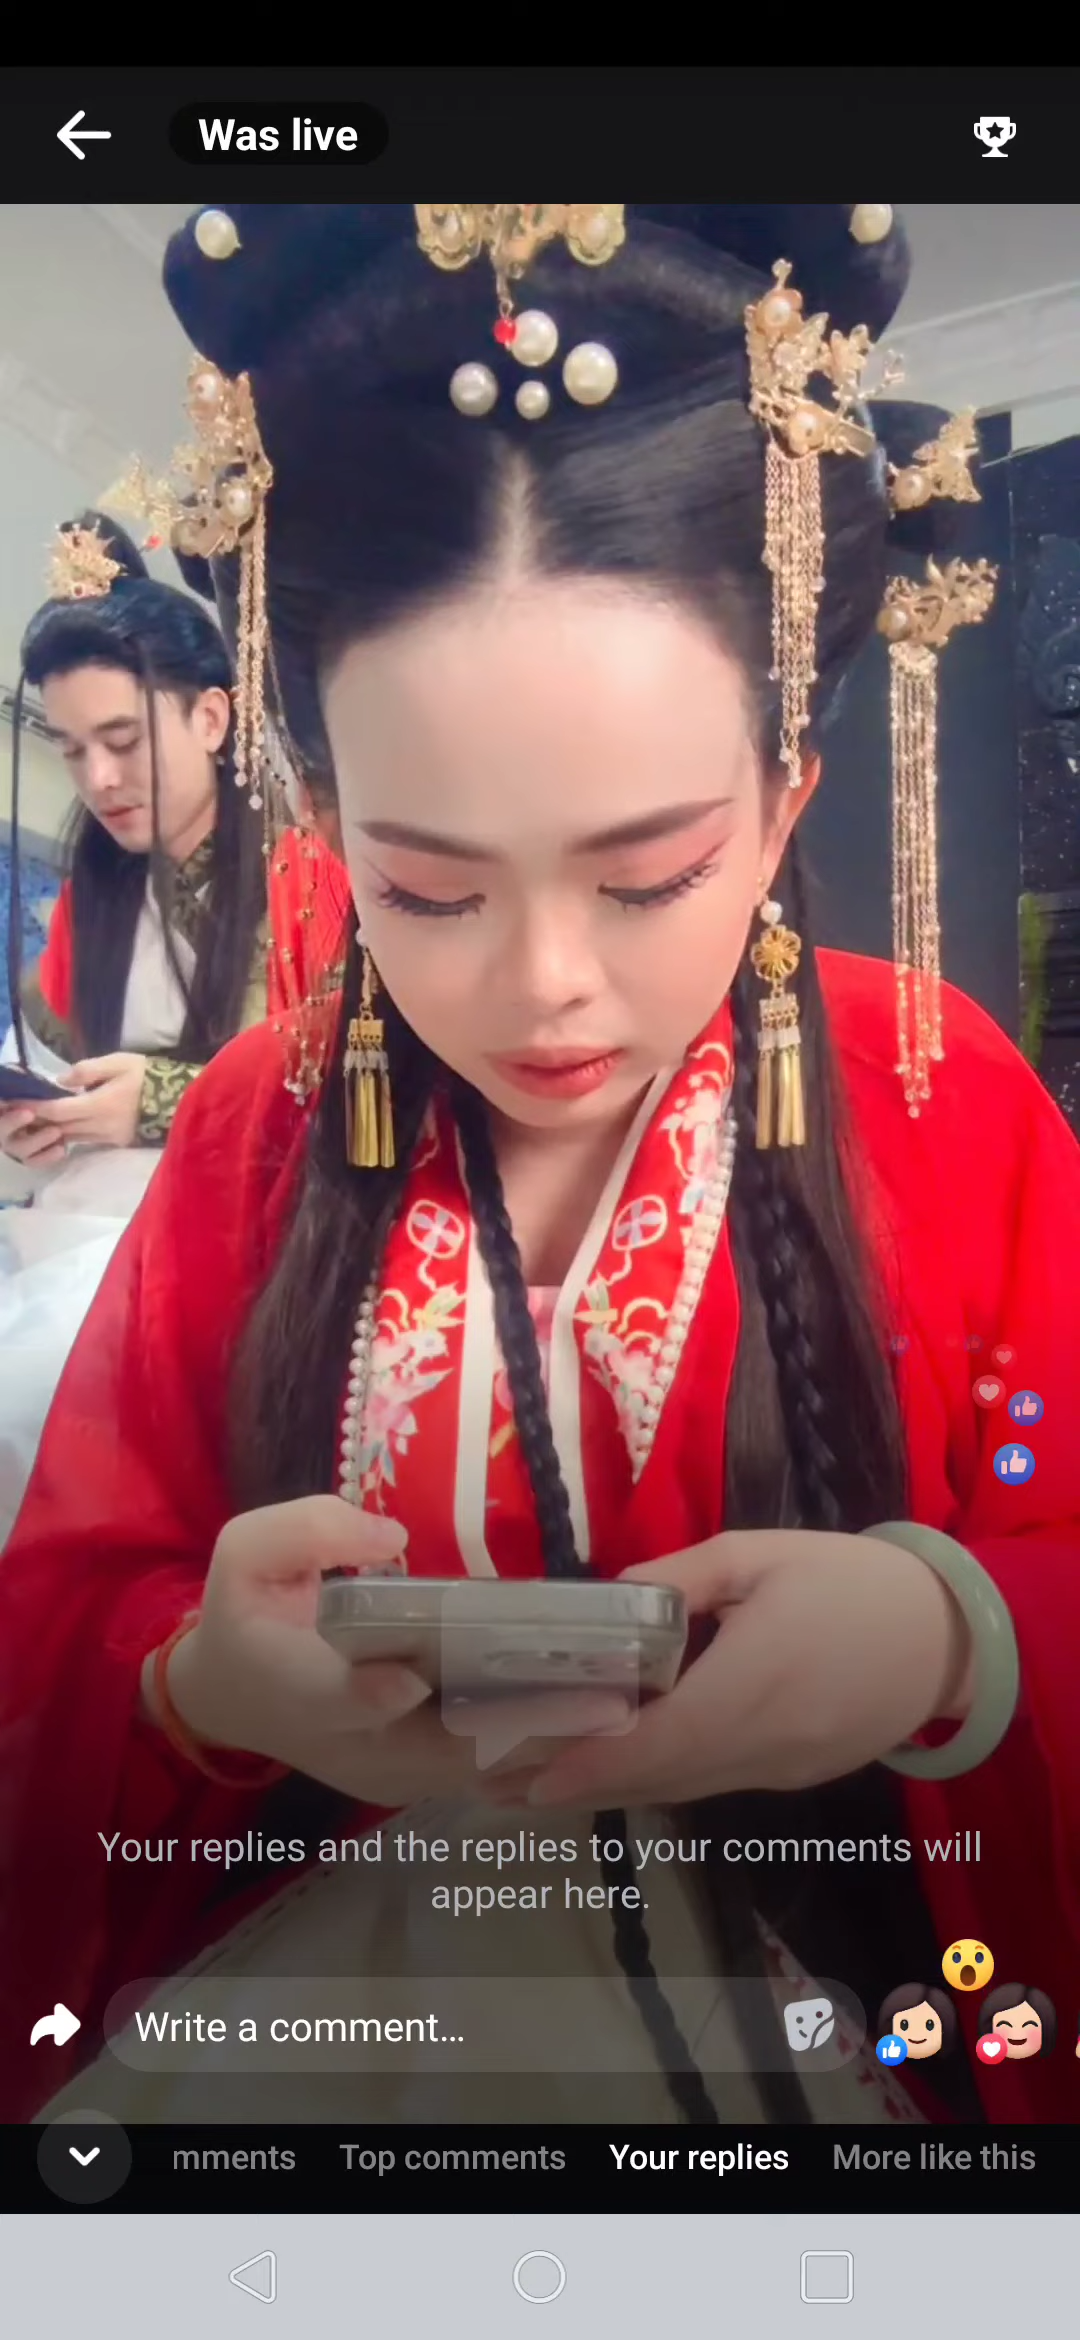 Was live
Your replies and the replies to your comments will
appear here.
Write a comment...
mments Top comments Your replies More like this